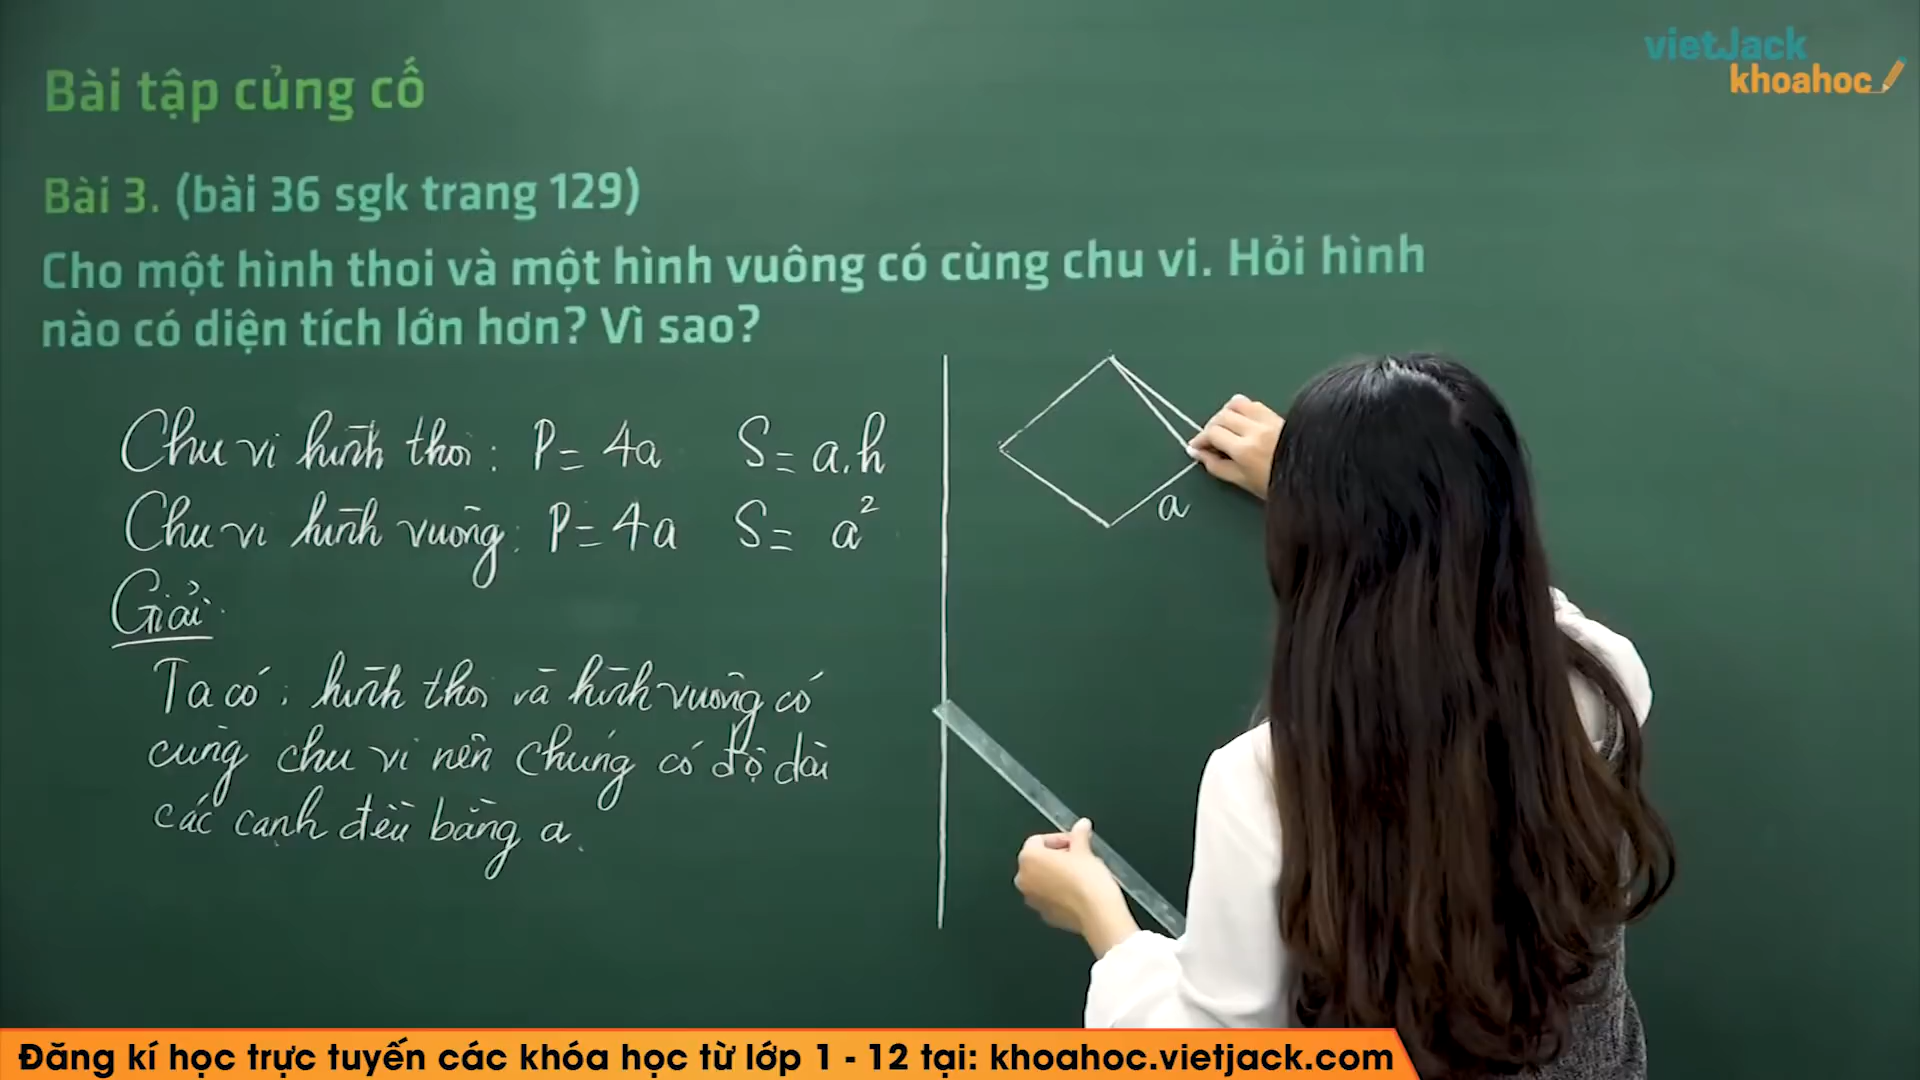 vietJack
khoahoc
Bài tập củng cố
Bài 3. (bài 36 sgk trang 129)
Cho một hình thoi và một hình vuông có cùng chu vi. Hỏi hình
nào có diện tích lớn hơn? Vì sao?
Chu vi hình thoi: P = 4a S = a.h
Chu vi hình vuông: P = 4a S = a²
Giải
Ta có: hình thoi và hình vuông có
cùng chu vi nên chúng có độ dài
các cạnh đều bằng a.
a
Đăng kí học trực tuyến các khóa học từ lớp 1 - 12 tại: khoahoc.vietjack.com